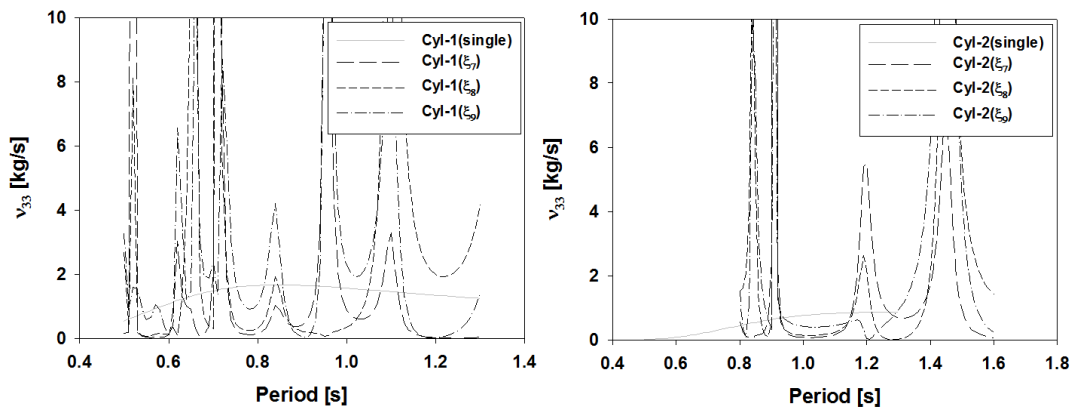 10
8
6
4
2
0
ν33 [kg/s]
0.4 0.6 0.8 1.0 1.2 1.4
Period [s]
Cyl-1(single)
Cyl-1(ξ7)
Cyl-1(ξ8)
Cyl-1(ξ9)
10
8
6
4
2
0
ν33 [kg/s]
0.4 0.6 0.8 1.0 1.2 1.4 1.6 1.8
Period [s]
Cyl-2(single)
Cyl-2(ξ7)
Cyl-2(ξ8)
Cyl-2(ξ9)